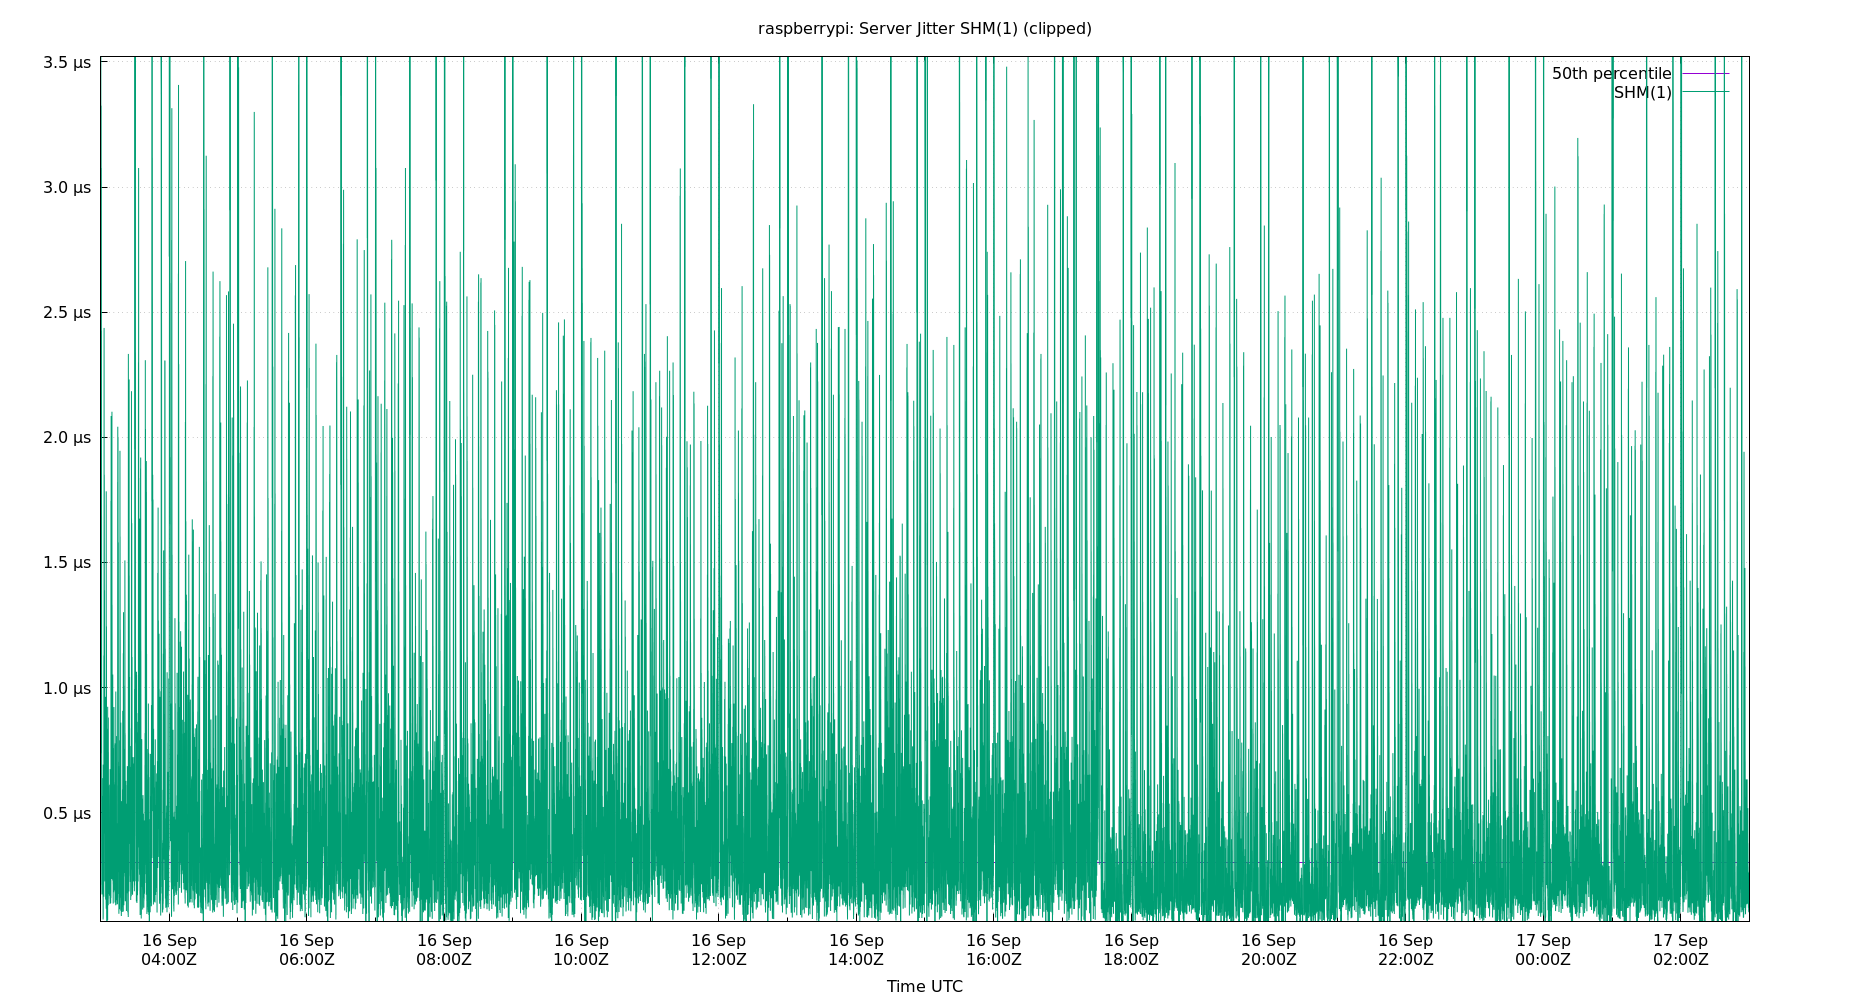 raspberrypi: Server Jitter SHM(1) (clipped)
3.5 µs
3.0 µs
2.5 µs
2.0 µs
1.5 µs
1.0 µs
0.5 µs
50th percentile
SHM(1)
16 Sep 16 Sep 16 Sep 16 Sep 16 Sep 16 Sep 16 Sep 16 Sep 16 Sep 16 Sep 17 Sep 17 Sep
04:00Z 06:00Z 08:00Z 10:00Z 12:00Z 14:00Z 16:00Z 18:00Z 20:00Z 22:00Z 00:00Z 02:00Z
Time UTC